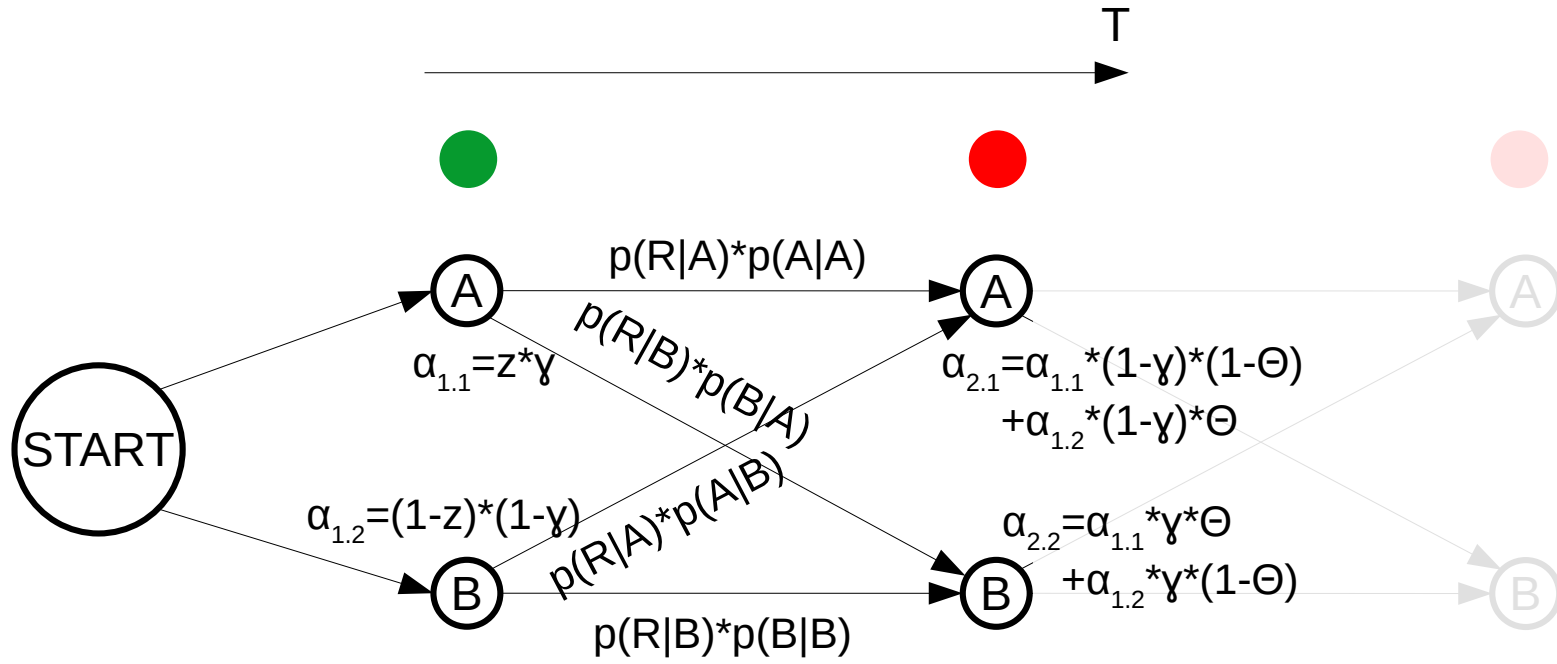 T
p(R|A)*p(A|A)
A
A
A
p(R|B)*p(B|A)
α1.1=z*ɣ
α2.1=α1.1*(1-ɣ)*(1-Θ)
+α1.2*(1-ɣ)*Θ
START
p(R|A)*p(A|B)
α1.2=(1-z)*(1-ɣ)
α2.2=α1.1*ɣ*Θ
+α1.2*ɣ*(1-Θ)
B
B
B
p(R|B)*p(B|B)